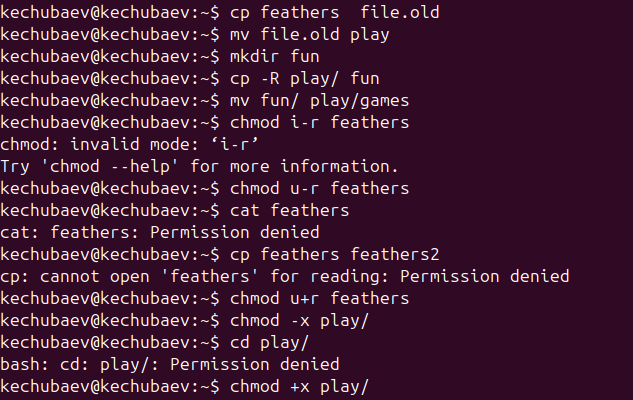 kechubaev@kechubaev:~$ cp feathers  file.old
kechubaev@kechubaev:~$ mv file.old play
kechubaev@kechubaev:~$ mkdir fun
kechubaev@kechubaev:~$ cp -R play/ fun
kechubaev@kechubaev:~$ mv fun/ play/games
kechubaev@kechubaev:~$ chmod i-r feathers
chmod: invalid mode: ‘i-r’
Try 'chmod --help' for more information.
kechubaev@kechubaev:~$ chmod u-r feathers
kechubaev@kechubaev:~$ cat feathers
cat: feathers: Permission denied
kechubaev@kechubaev:~$ cp feathers feathers2
cp: cannot open 'feathers' for reading: Permission denied
kechubaev@kechubaev:~$ chmod u+r feathers
kechubaev@kechubaev:~$ chmod -x play/
kechubaev@kechubaev:~$ cd play/
bash: cd: play/: Permission denied
kechubaev@kechubaev:~$ chmod +x play/